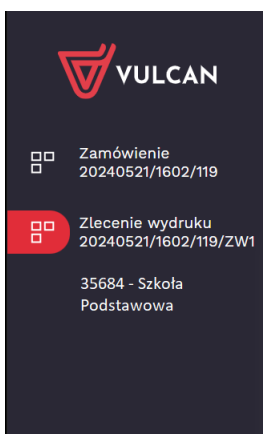 VULCAN
Zamówienie
20240521/1602/119
Zlecenie wydruku
20240521/1602/119/ZW1
35684 - Szkoła
Podstawowa